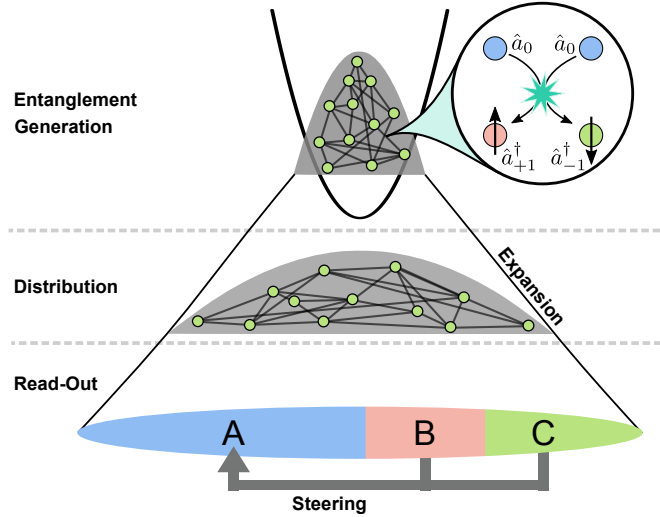 Entanglement
Generation
â₀ â₀
â†₊₁ â†₋₁
Distribution
Expansion
Read-Out
A B C
Steering